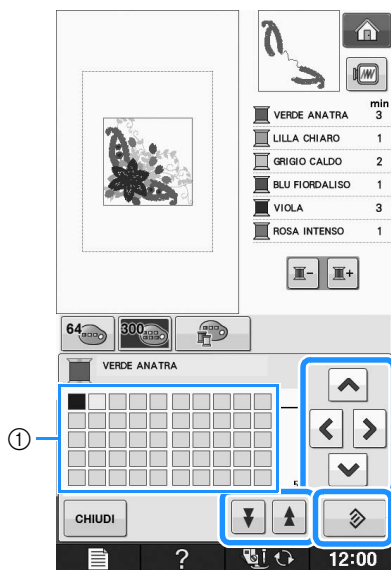 min
VERDE ANATRA 3
LILLA CHIARO 1
GRIGIO CALDO 2
BLU FIORDALISO 1
VIOLA 3
ROSA INTENSO 1
- +
64 300
VERDE ANATRA
1
5
CHIUDI
? 12:00